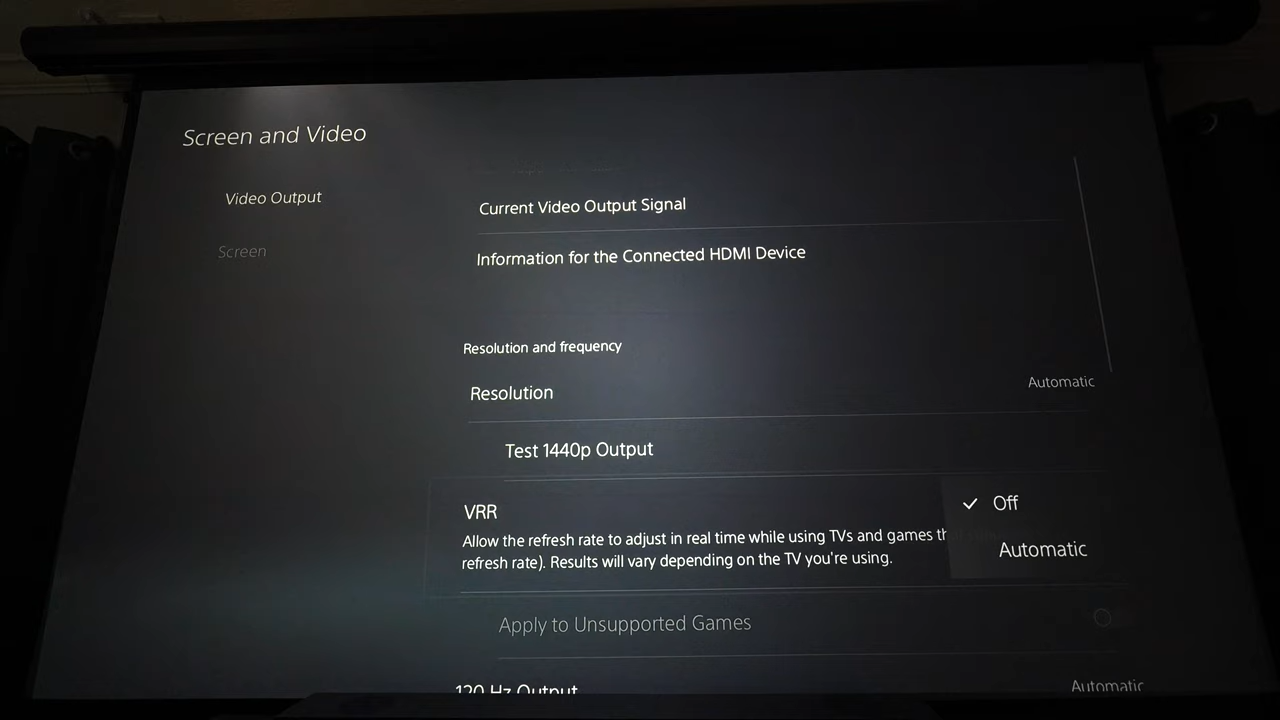 Screen and Video
Video Output
Screen
Current Video Output Signal
Information for the Connected HDMI Device
Resolution and frequency
Resolution
Automatic
Test 1440p Output
VRR
Allow the refresh rate to adjust in real time while using TVs and games th
refresh rate). Results will vary depending on the TV you're using.
Off
Automatic
Apply to Unsupported Games
120 Hz Output
Automatic